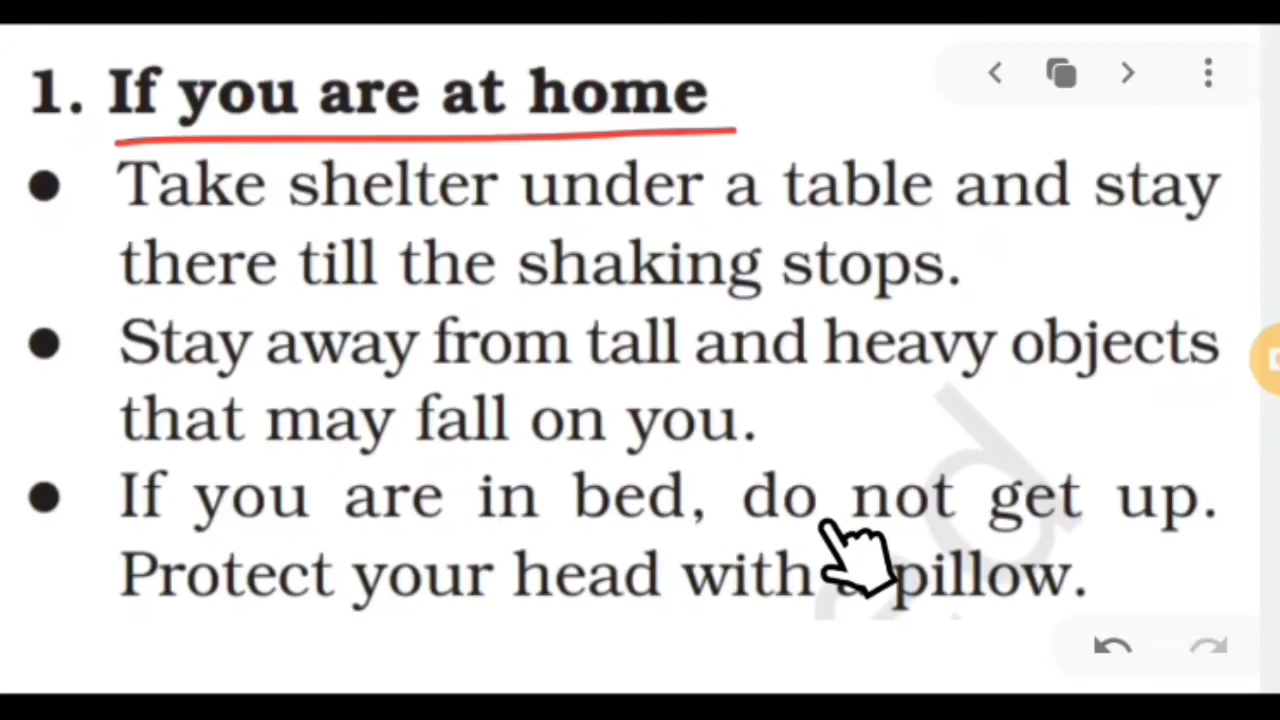 1. If you are at home
● Take shelter under a table and stay
there till the shaking stops.
● Stay away from tall and heavy objects
that may fall on you.
● If you are in bed, do not get up.
Protect your head with a pillow.